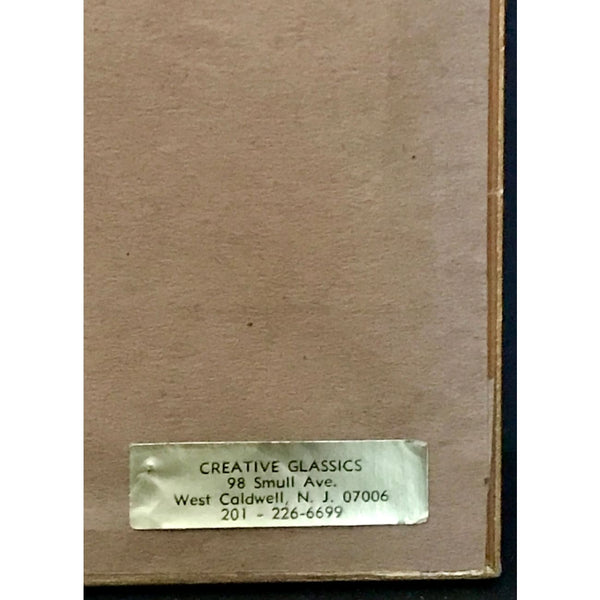 CREATIVE GLASSICS
98 Smull Ave.
West Caldwell, N. J. 07006
201 - 226-6699